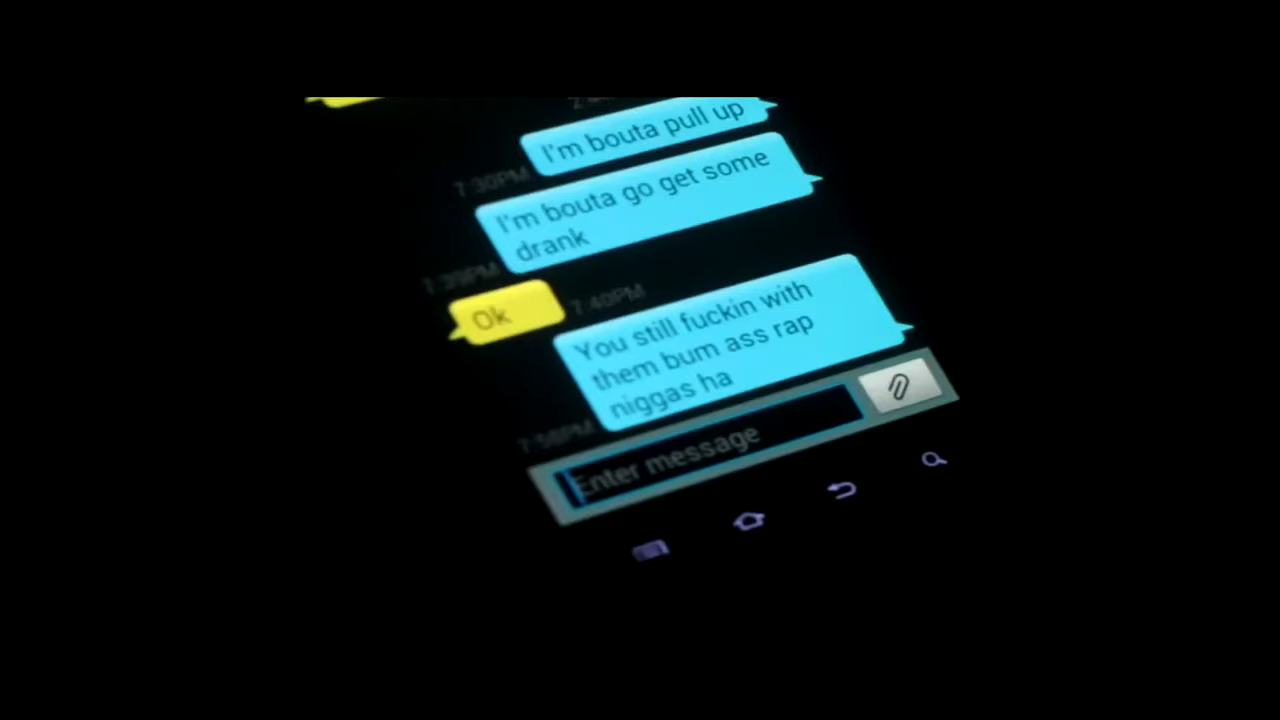 I'm bouta pull up
7:30PM
I'm bouta go get some
drank
7:39PM
Ok
7:40PM
You still fuckin with
them bum ass rap
niggas ha
7:58PM
Enter message